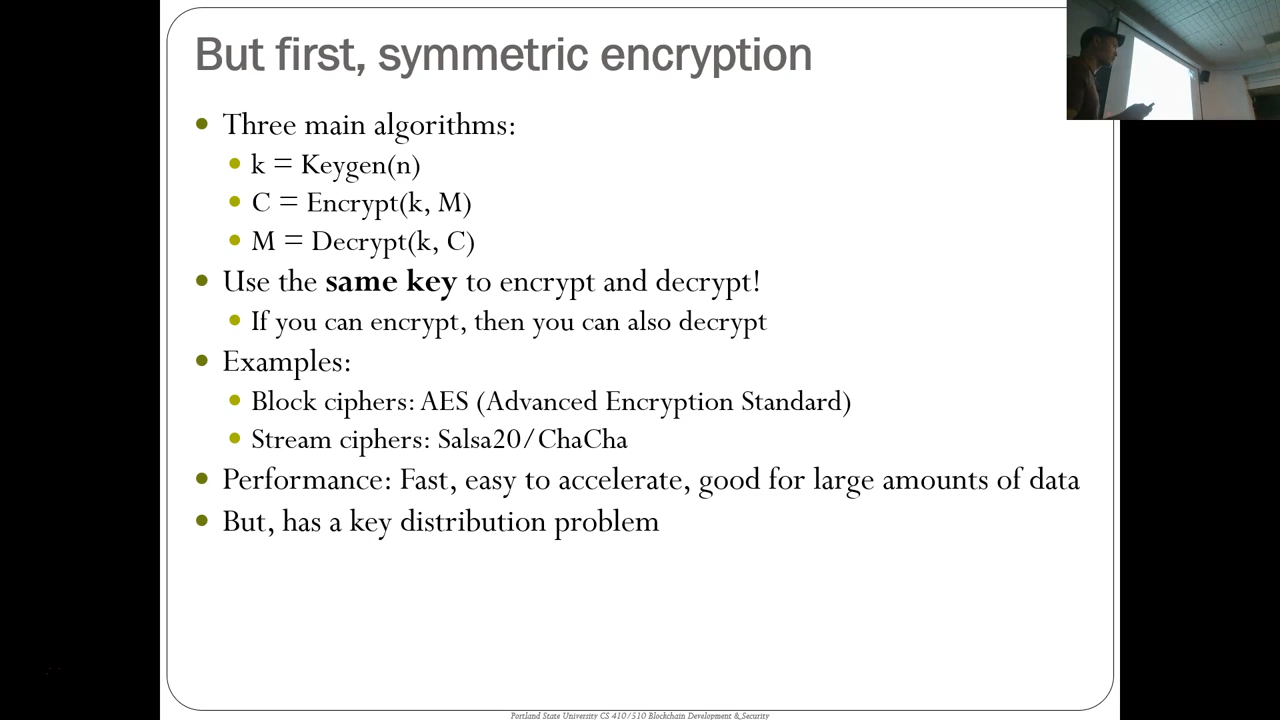 But first, symmetric encryption
Three main algorithms:
k = Keygen(n)
C = Encrypt(k, M)
M = Decrypt(k, C)
Use the same key to encrypt and decrypt!
If you can encrypt, then you can also decrypt
Examples:
Block ciphers: AES (Advanced Encryption Standard)
Stream ciphers: Salsa20/ChaCha
Performance: Fast, easy to accelerate, good for large amounts of data
But, has a key distribution problem
Portland State University CS 410/510 Blockchain Development & Security